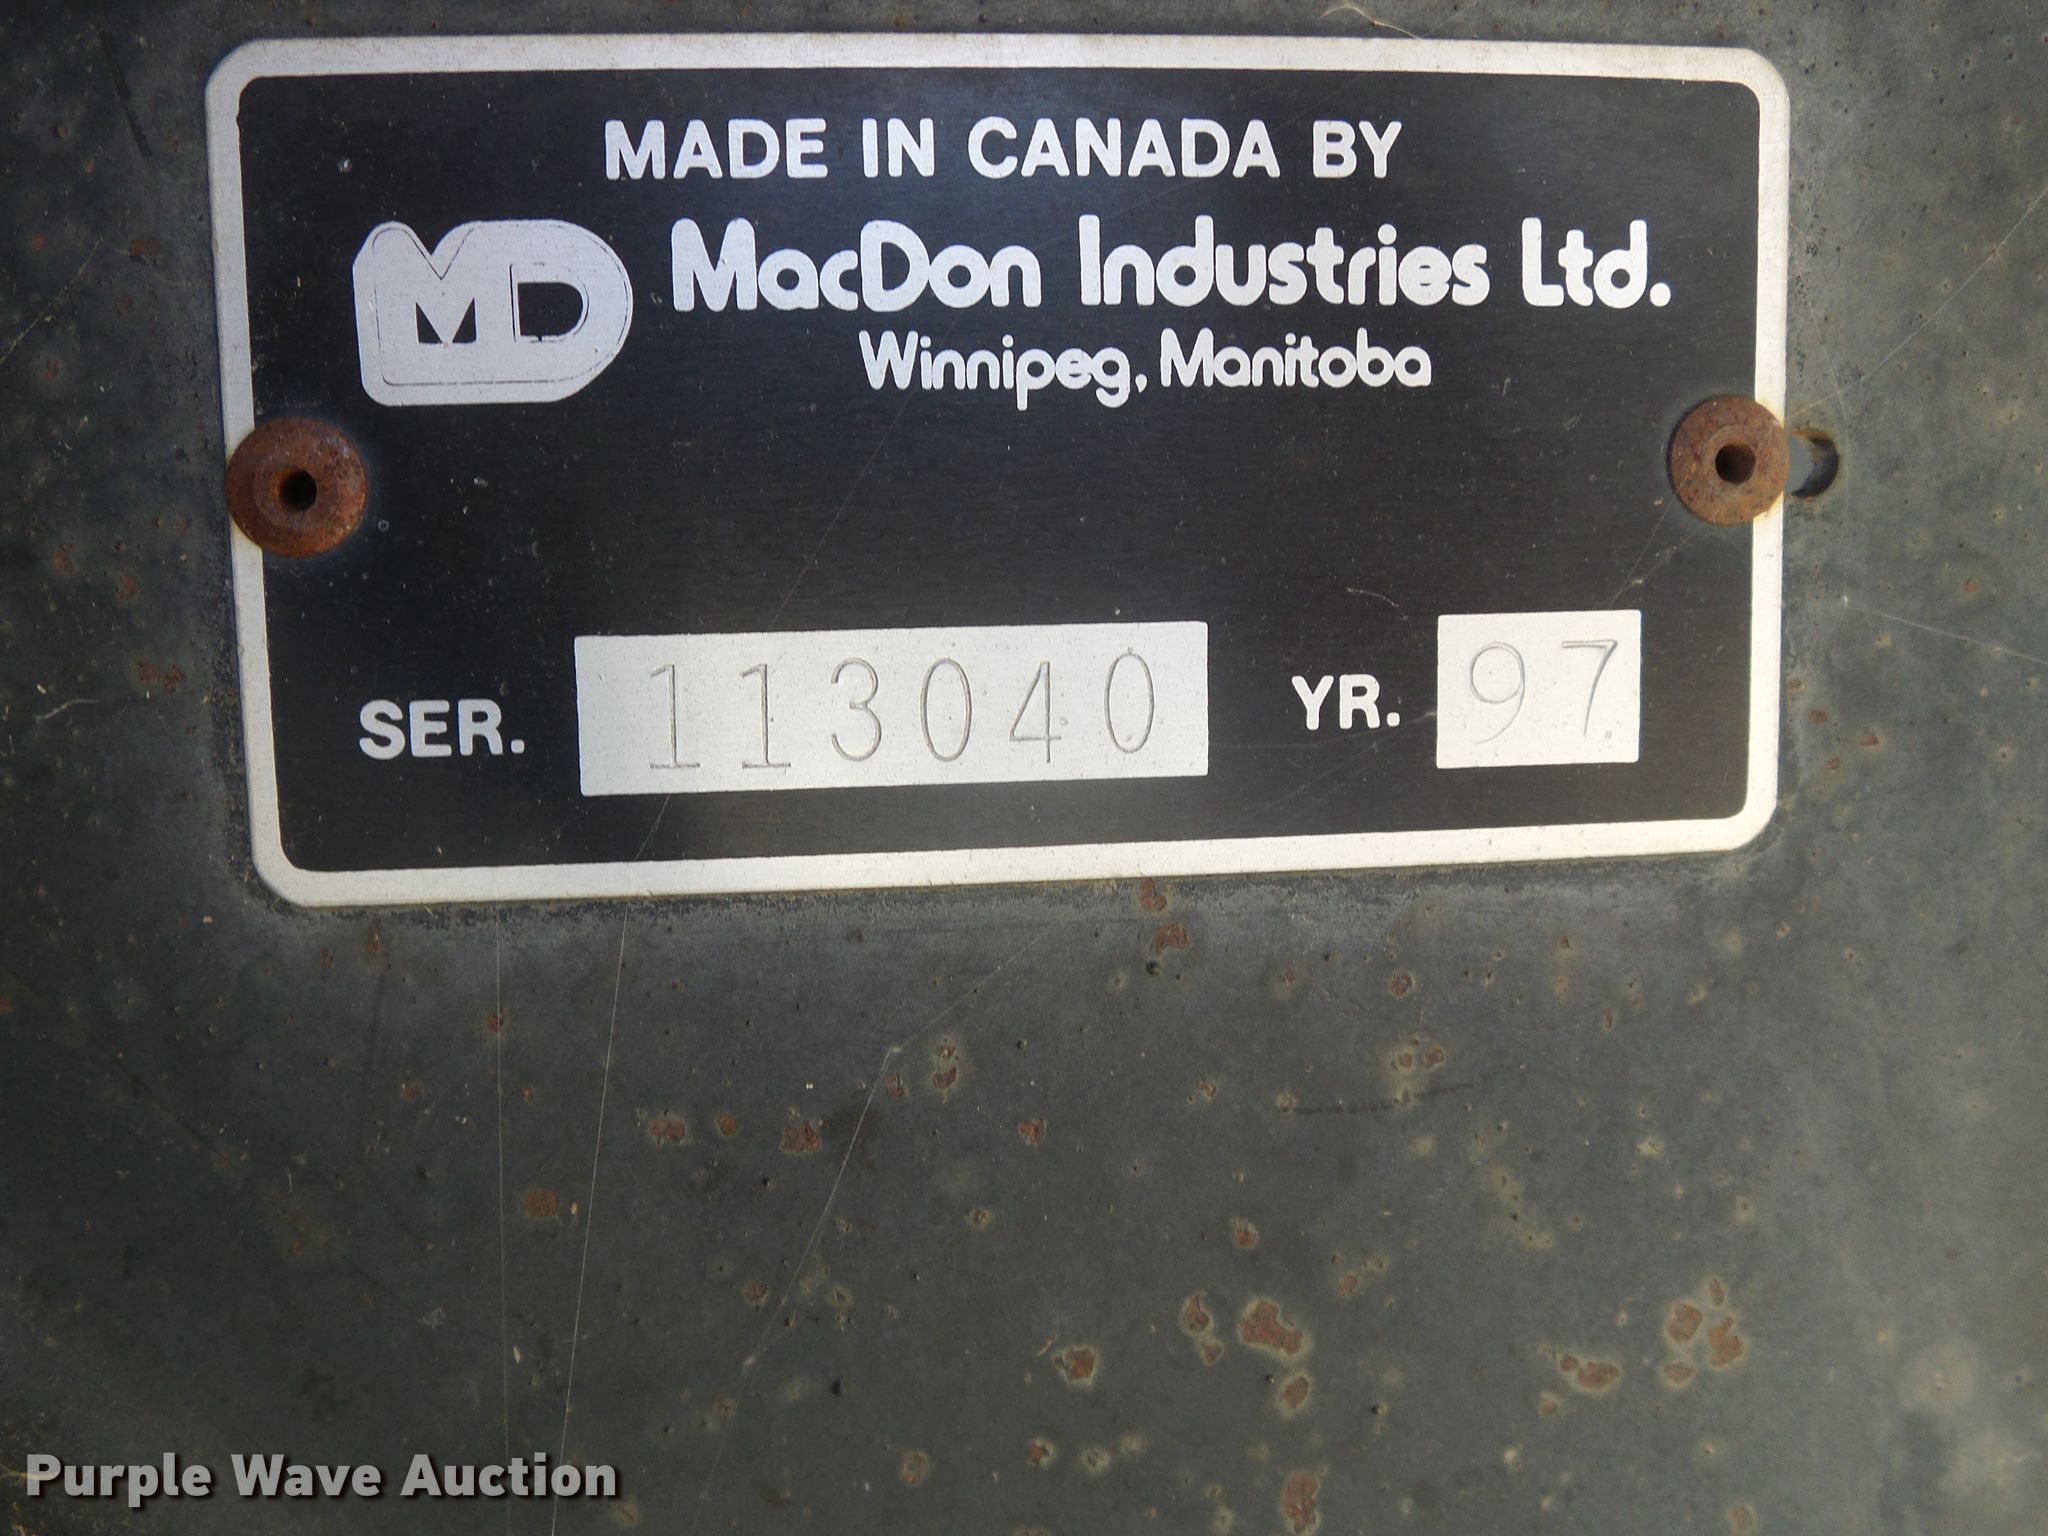 MADE IN CANADA BY
MD MacDon Industries Ltd.
Winnipeg, Manitoba
SER. 113040 YR. 97
Purple Wave Auction